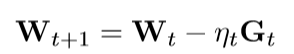 W_{t+1} = W_t − η_t G_t